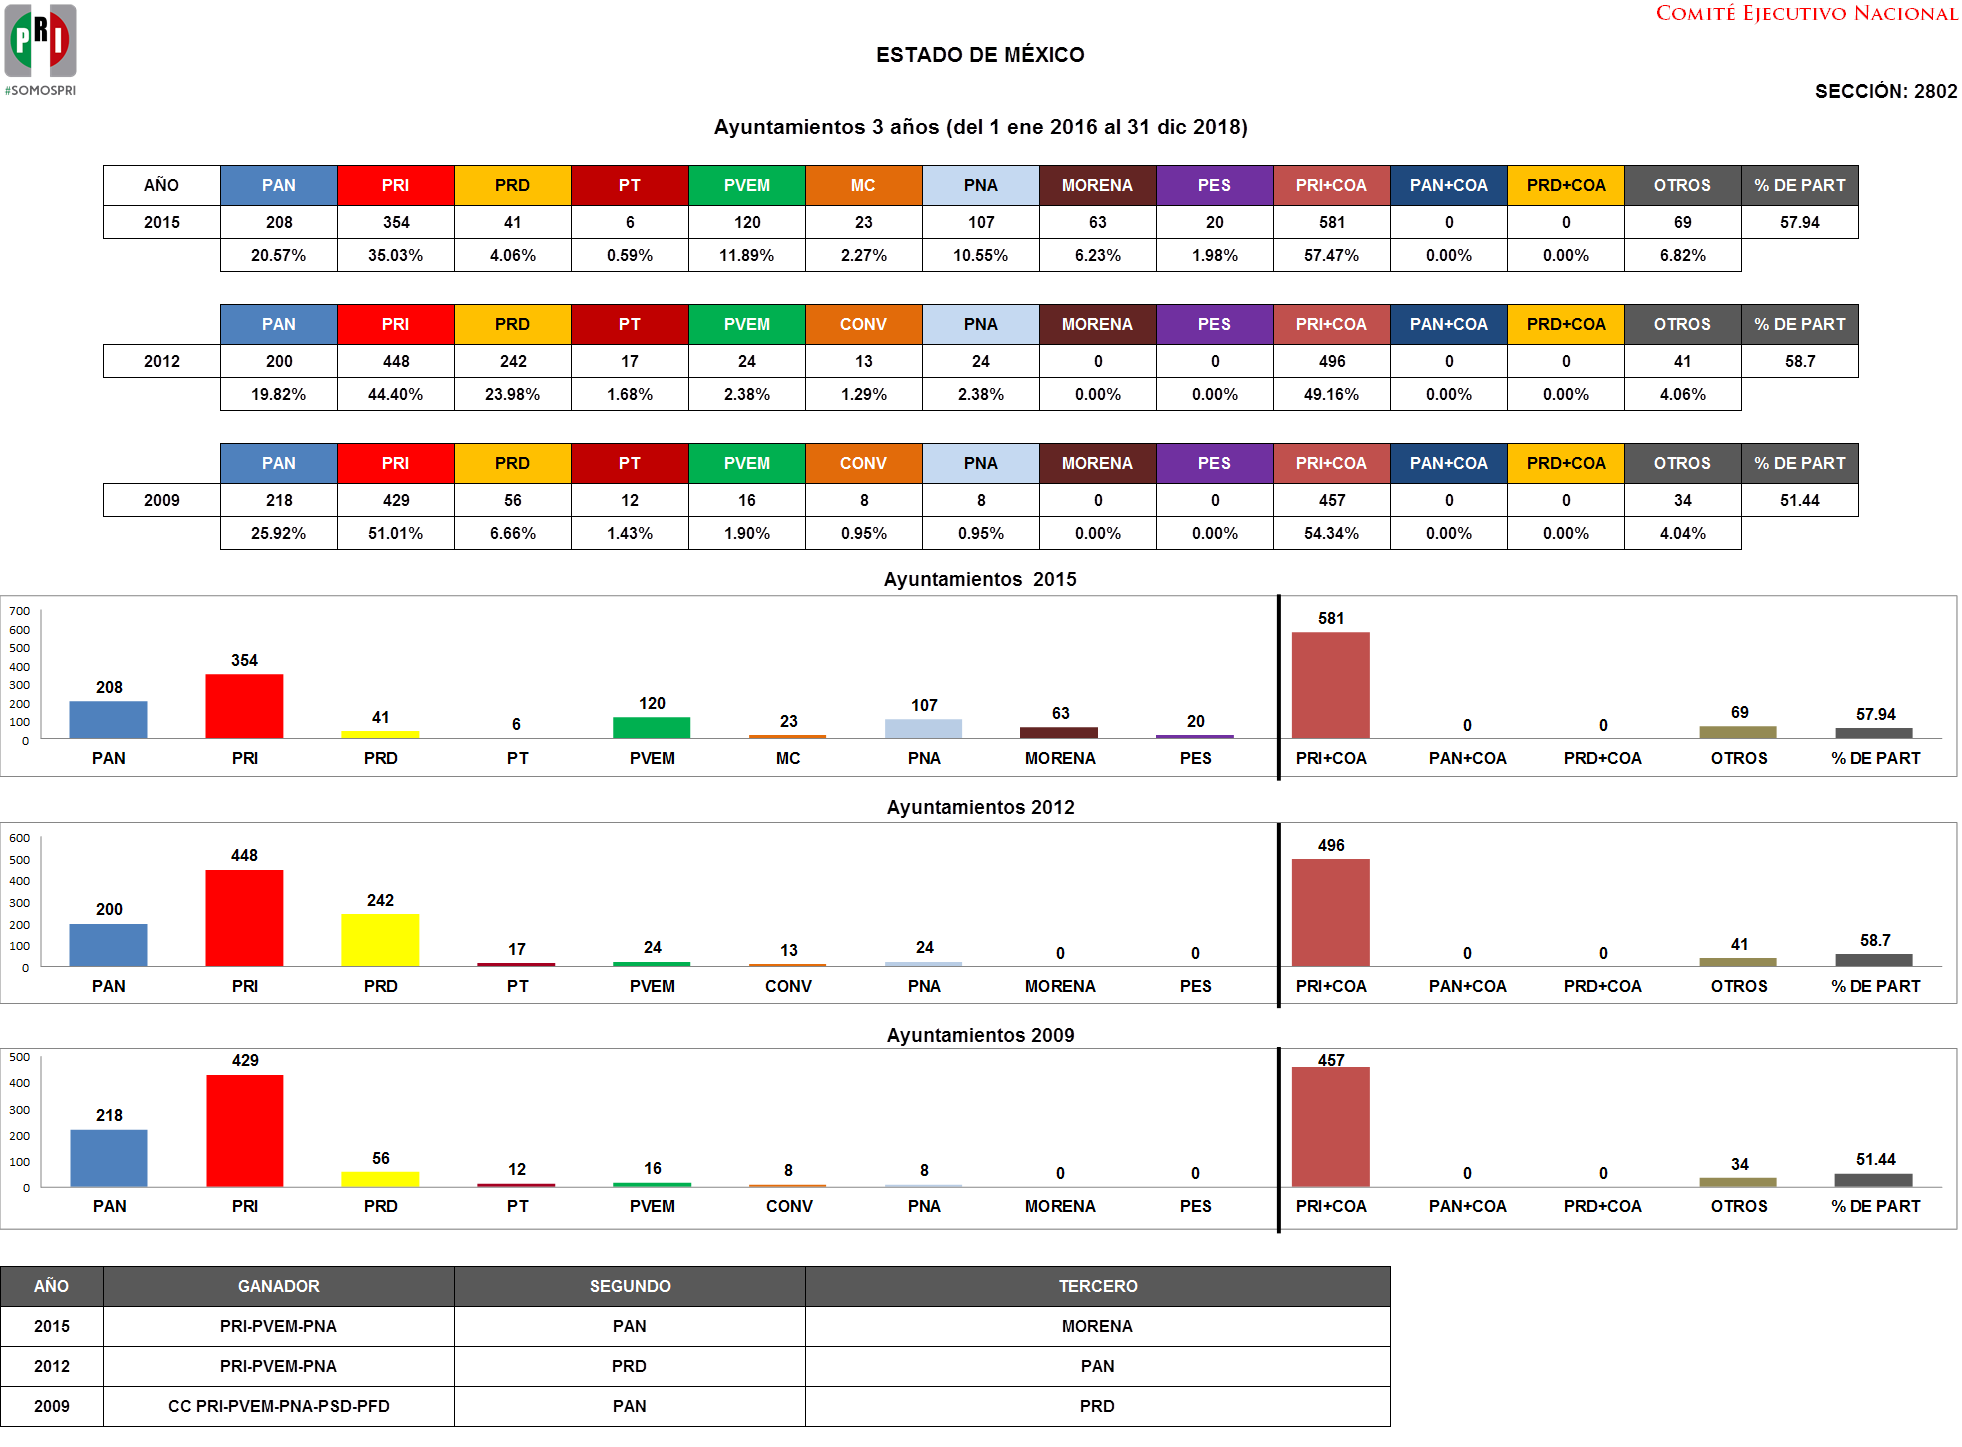 PRI
#SOMOSPRI
COMITÉ EJECUTIVO NACIONAL
ESTADO DE MÉXICO
SECCIÓN: 2802
Ayuntamientos 3 años (del 1 ene 2016 al 31 dic 2018)
AÑO PAN PRI PRD PT PVEM MC PNA MORENA PES PRI+COA PAN+COA PRD+COA OTROS % DE PART
2015 208 354 41 6 120 23 107 63 20 581 0 0 69 57.94
20.57% 35.03% 4.06% 0.59% 11.89% 2.27% 10.55% 6.23% 1.98% 57.47% 0.00% 0.00% 6.82%
PAN PRI PRD PT PVEM CONV PNA MORENA PES PRI+COA PAN+COA PRD+COA OTROS % DE PART
2012 200 448 242 17 24 13 24 0 0 496 0 0 41 58.7
19.82% 44.40% 23.98% 1.68% 2.38% 1.29% 2.38% 0.00% 0.00% 49.16% 0.00% 0.00% 4.06%
PAN PRI PRD PT PVEM CONV PNA MORENA PES PRI+COA PAN+COA PRD+COA OTROS % DE PART
2009 218 429 56 12 16 8 8 0 0 457 0 0 34 51.44
25.92% 51.01% 6.66% 1.43% 1.90% 0.95% 0.95% 0.00% 0.00% 54.34% 0.00% 0.00% 4.04%
Ayuntamientos 2015
700
600
500
400
300
200
100
0
208 354 41 6 120 23 107 63 20 581 0 0 69 57.94
PAN PRI PRD PT PVEM MC PNA MORENA PES PRI+COA PAN+COA PRD+COA OTROS % DE PART
Ayuntamientos 2012
600
500
400
300
200
100
0
200 448 242 17 24 13 24 0 0 496 0 0 41 58.7
PAN PRI PRD PT PVEM CONV PNA MORENA PES PRI+COA PAN+COA PRD+COA OTROS % DE PART
Ayuntamientos 2009
500
400
300
200
100
0
218 429 56 12 16 8 8 0 0 457 0 0 34 51.44
PAN PRI PRD PT PVEM CONV PNA MORENA PES PRI+COA PAN+COA PRD+COA OTROS % DE PART
AÑO GANADOR SEGUNDO TERCERO
2015 PRI-PVEM-PNA PAN MORENA
2012 PRI-PVEM-PNA PRD PAN
2009 CC PRI-PVEM-PNA-PSD-PFD PAN PRD